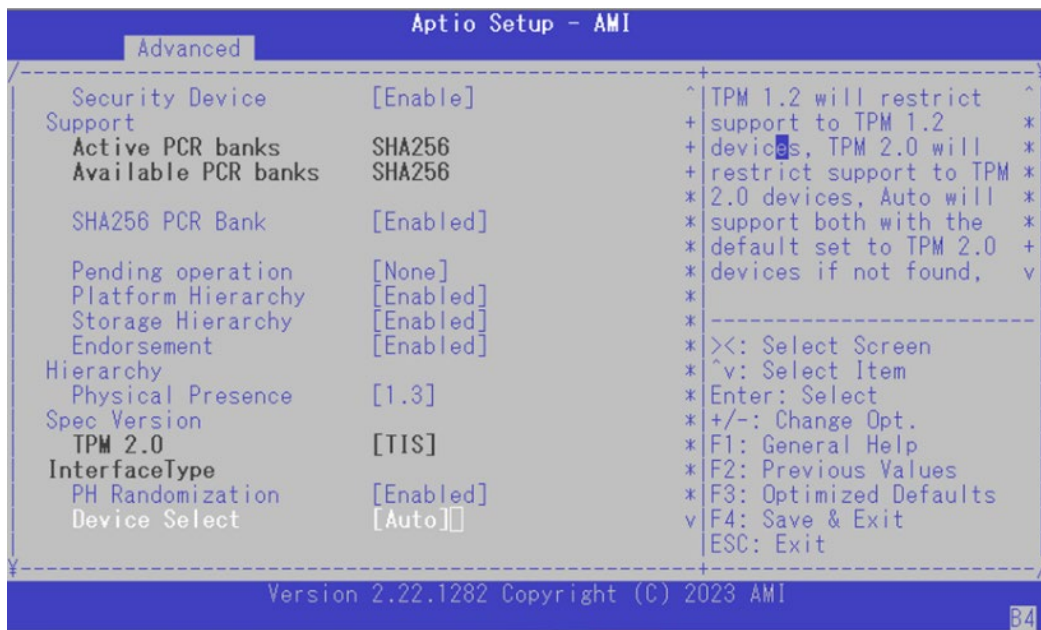 Aptio Setup - AMI
Advanced
Security Device [Enable]
Support
Active PCR banks SHA256
Available PCR banks SHA256
SHA256 PCR Bank [Enabled]
Pending operation [None]
Platform Hierarchy [Enabled]
Storage Hierarchy [Enabled]
Endorsement [Enabled]
Hierarchy
Physical Presence [1.3]
Spec Version
TPM 2.0 [TIS]
InterfaceType
PH Randomization [Enabled]
Device Select [Auto]
TPM 1.2 will restrict
support to TPM 1.2
devices, TPM 2.0 will
restrict support to TPM
2.0 devices, Auto will
support both with the
default set to TPM 2.0
devices if not found,
><: Select Screen
^v: Select Item
Enter: Select
+/-: Change Opt.
F1: General Help
F2: Previous Values
F3: Optimized Defaults
F4: Save & Exit
ESC: Exit
Version 2.22.1282 Copyright (C) 2023 AMI
B4